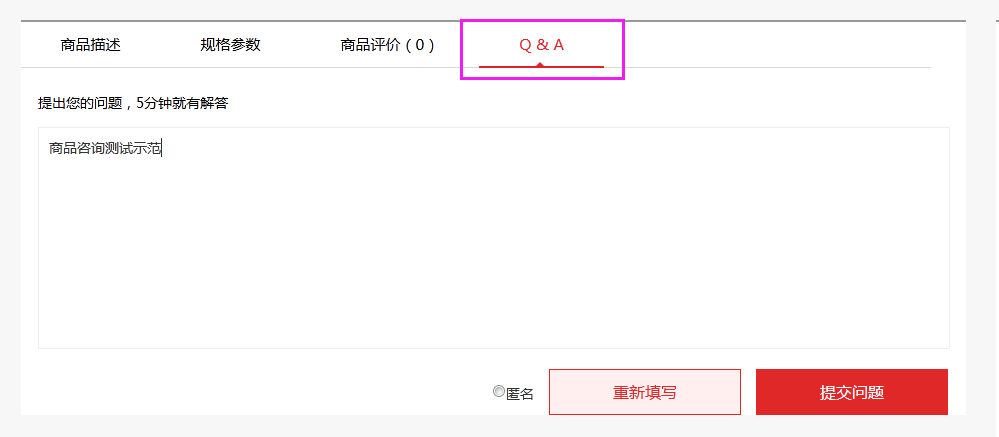 商品描述 规格参数 商品评价（0） Q & A
提出您的问题，5分钟就有解答
商品咨询测试示范
匿名 重新填写 提交问题